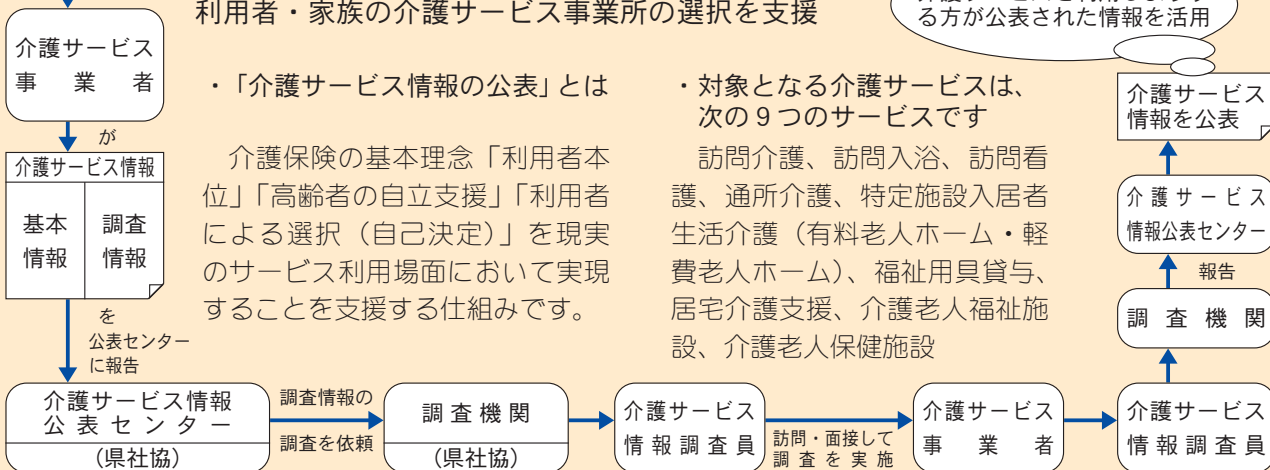 利用者・家族の介護サービス事業所の選択を支援
る方が公表された情報を活用
介護サービス
事業者
が
介護サービス情報
基本
情報
調査
情報
を
公表センター
に報告
・「介護サービス情報の公表」とは
介護保険の基本理念「利用者本
位」「高齢者の自立支援」「利用者
による選択（自己決定）」を現実
のサービス利用場面において実現
することを支援する仕組みです。
・対象となる介護サービスは、
次の９つのサービスです
訪問介護、訪問入浴、訪問看
護、通所介護、特定施設入居者
生活介護（有料老人ホーム・軽
費老人ホーム）、福祉用具貸与、
居宅介護支援、介護老人福祉施
設、介護老人保健施設
介護サービス情報
公表センター
（県社協）
調査情報の
調査を依頼
調査機関
（県社協）
介護サービス
情報調査員
訪問・面接して
調査を実施
介護サービス
事業者
介護サービス
情報調査員
調査機関
報告
介護サービス
情報公表センター
介護サービス
情報を公表